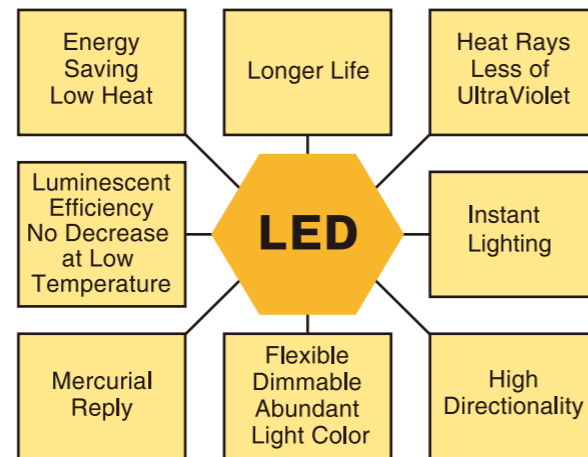 Energy
Saving
Low Heat
Longer Life
Heat Rays
Less of
UltraViolet
Luminescent
Efficiency
No Decrease
at Low
Temperature
LED
Instant
Lighting
Mercurial
Reply
Flexible
Dimmable
Abundant
Light Color
High
Directionality